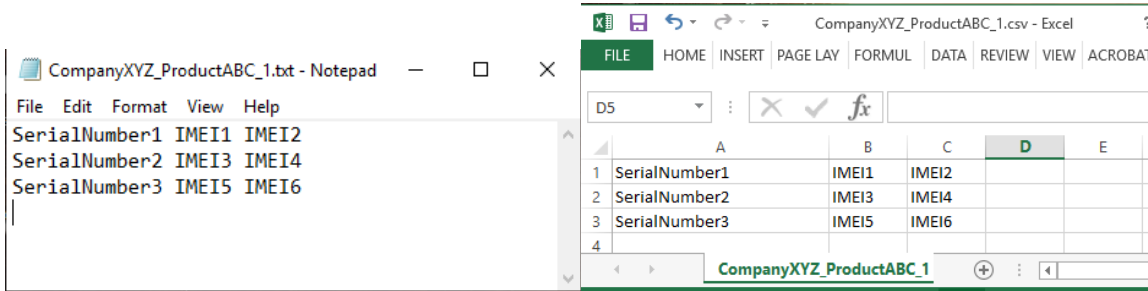 CompanyXYZ_ProductABC_1.txt - Notepad
File Edit Format View Help
SerialNumber1 IMEI1 IMEI2
SerialNumber2 IMEI3 IMEI4
SerialNumber3 IMEI5 IMEI6
CompanyXYZ_ProductABC_1.csv - Excel ?
FILE HOME INSERT PAGE LAY FORMUL DATA REVIEW VIEW ACROBAT
D5 fx
A B C D E
1 SerialNumber1 IMEI1 IMEI2
2 SerialNumber2 IMEI3 IMEI4
3 SerialNumber3 IMEI5 IMEI6
4
CompanyXYZ_ProductABC_1